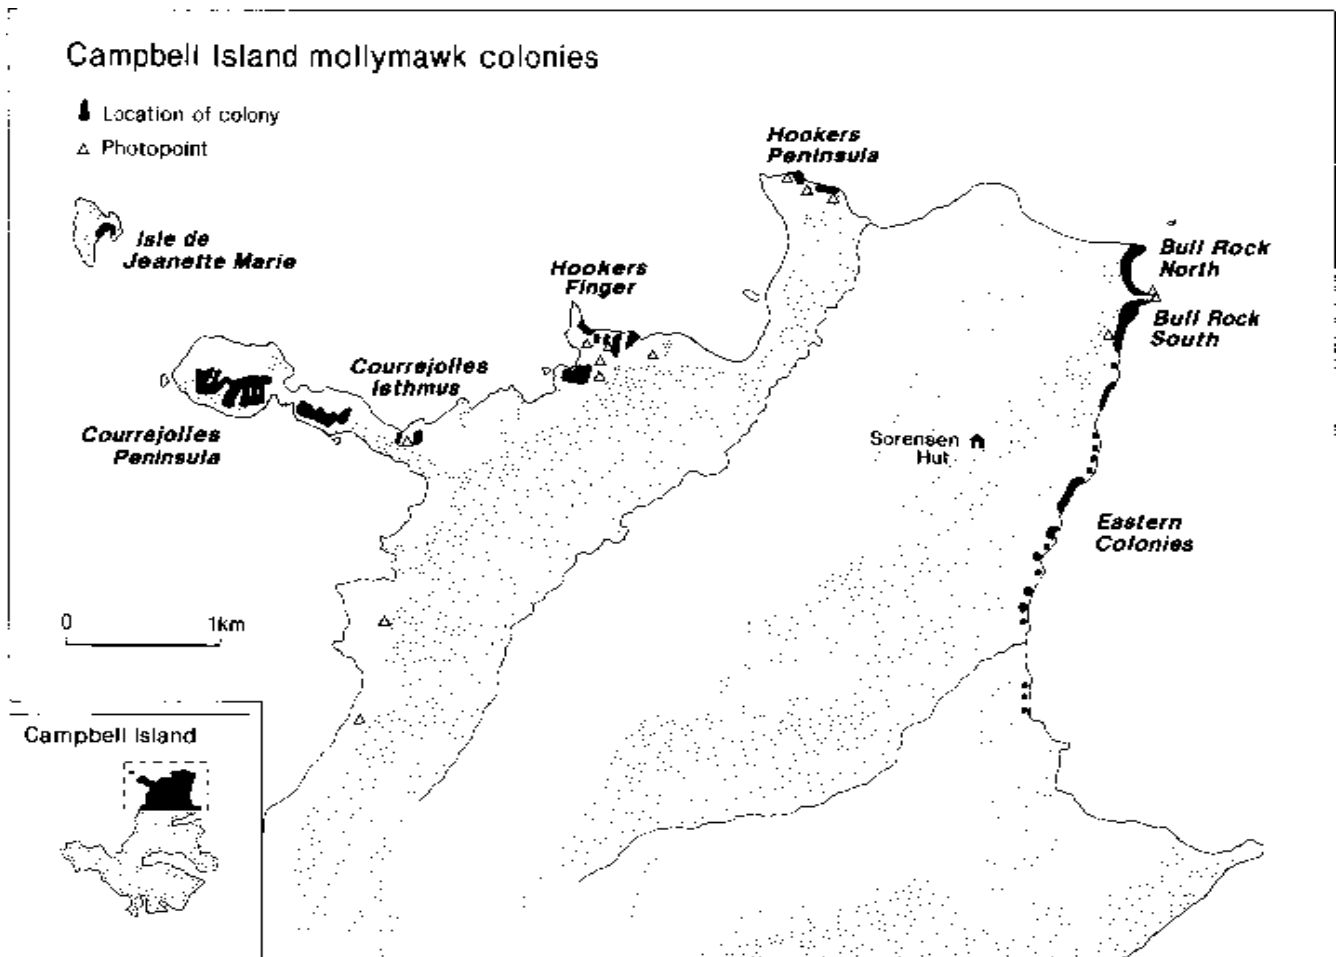 Campbell Island mollymawk colonies
Location of colony
Photopoint
Hookers
Peninsula
Isle de
Jeanette Marie
Hookers
Finger
Bull Rock
North
Bull Rock
South
Courrejolles
Isthmus
Courrejolles
Peninsula
Sorensen
Hut
Eastern
Colonies
0 1km
Campbell Island